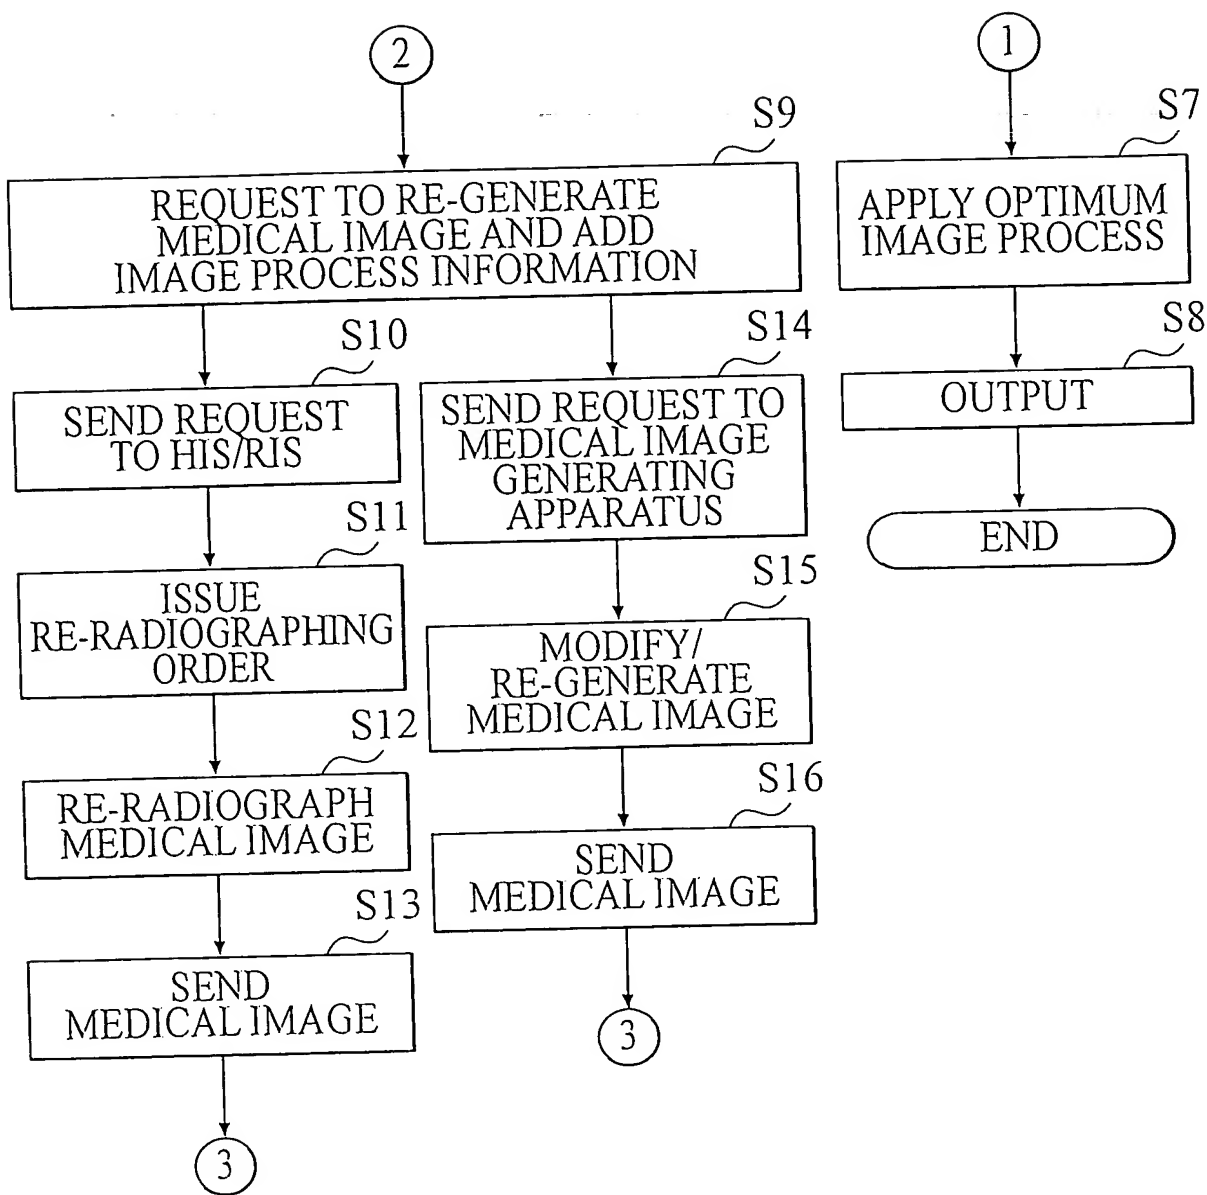 2
S9
REQUEST TO RE-GENERATE
MEDICAL IMAGE AND ADD
IMAGE PROCESS INFORMATION
S10
SEND REQUEST
TO HIS/RIS
S11
ISSUE
RE-RADIOGRAPHING
ORDER
S12
RE-RADIOGRAPH
MEDICAL IMAGE
S13
SEND
MEDICAL IMAGE
3
S14
SEND REQUEST TO
MEDICAL IMAGE
GENERATING
APPARATUS
S15
MODIFY/
RE-GENERATE
MEDICAL IMAGE
S16
SEND
MEDICAL IMAGE
3
1
S7
APPLY OPTIMUM
IMAGE PROCESS
S8
OUTPUT
END